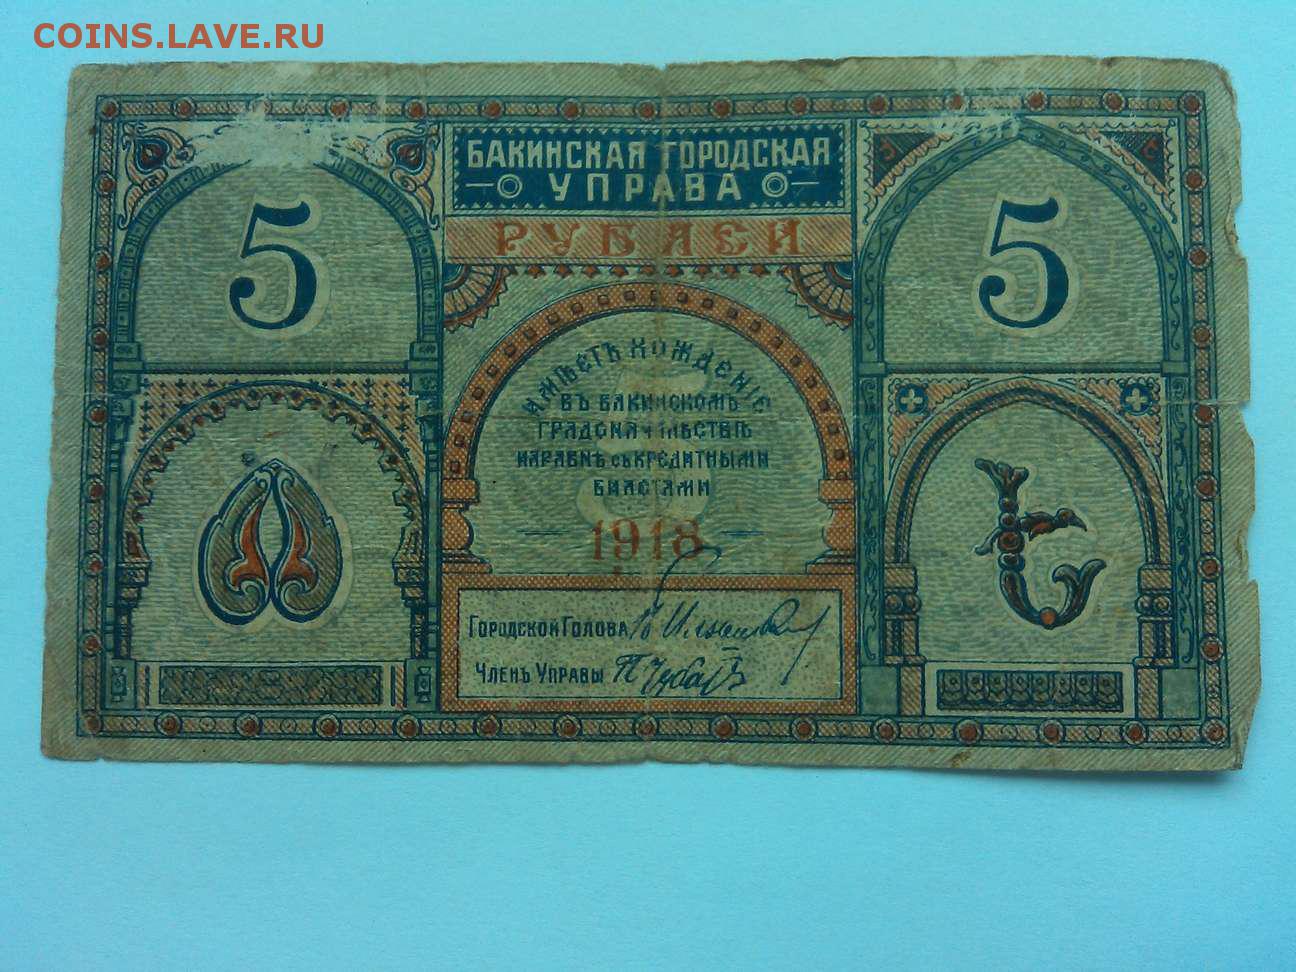 COINS.LAVE.RU
БАКИНСКАЯ ГОРОДСКАЯ
УПРАВА
РУБЛЕЙ
5
5
ИМѢЕТЪ ХОЖДЕНІЕ
ВЪ БАКИНСКОМЪ
ГРАДОНАЧАЛЬСТВѢ
НАРАВНѢ СЪ КРЕДИТНЫМИ
БИЛЕТАМИ
5
1918
ГОРОДСКОЙ ГОЛОВА
ЧЛЕНЪ УПРАВЫ